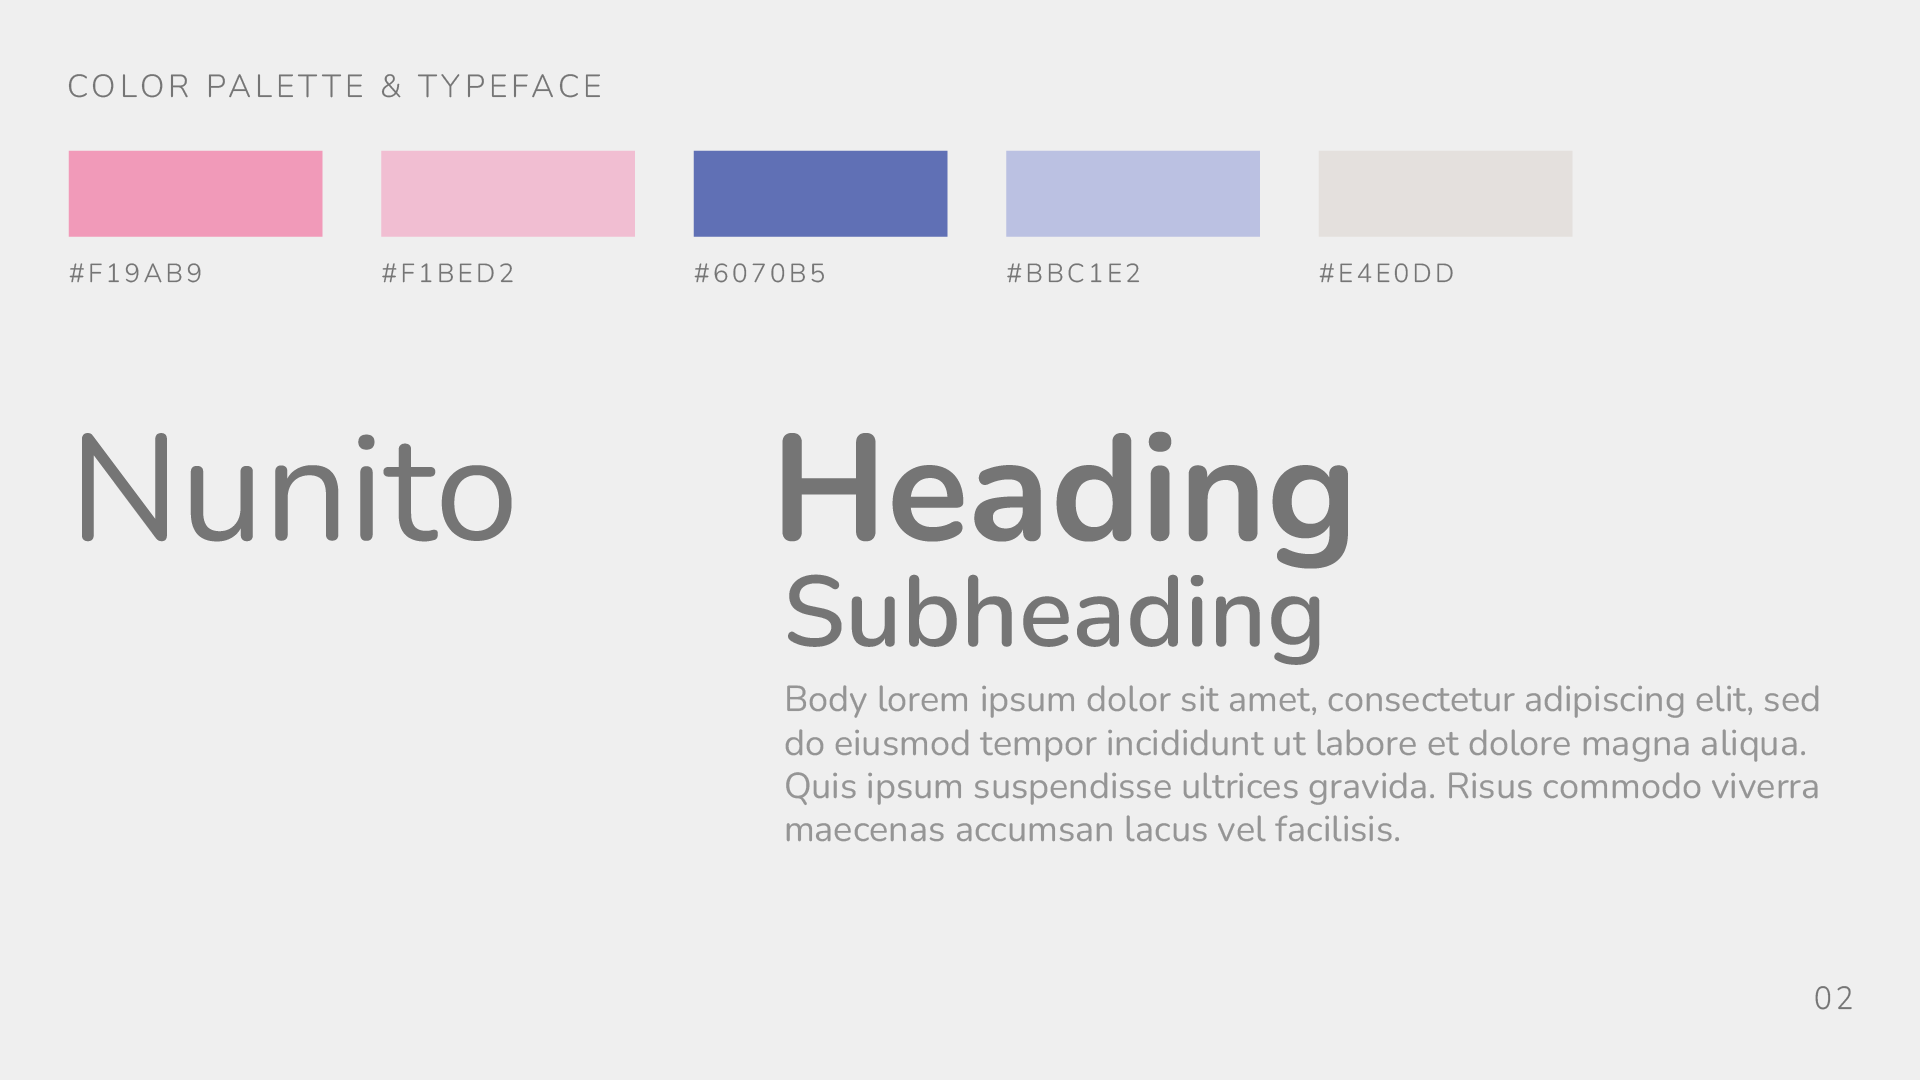 COLOR PALETTE & TYPEFACE
#F19AB9
#F1BED2
#6070B5
#BBC1E2
#E4E0DD
Nunito
Heading
Subheading
Body lorem ipsum dolor sit amet, consectetur adipiscing elit, sed
do eiusmod tempor incididunt ut labore et dolore magna aliqua.
Quis ipsum suspendisse ultrices gravida. Risus commodo viverra
maecenas accumsan lacus vel facilisis.
02